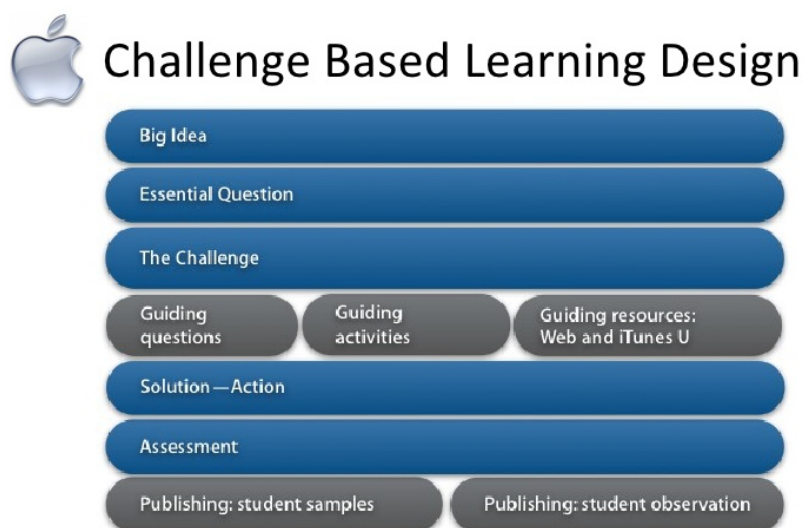 Challenge Based Learning Design
Big Idea
Essential Question
The Challenge
Guiding
questions
Guiding
activities
Guiding resources:
Web and iTunes U
Solution—Action
Assessment
Publishing: student samples
Publishing: student observation